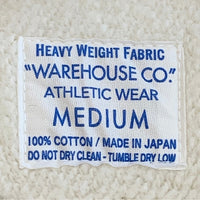 HEAVY WEIGHT FABRIC
"WAREHOUSE CO."
ATHLETIC WEAR
MEDIUM
100% COTTON / MADE IN JAPAN
DO NOT DRY CLEAN - TUMBLE DRY LOW